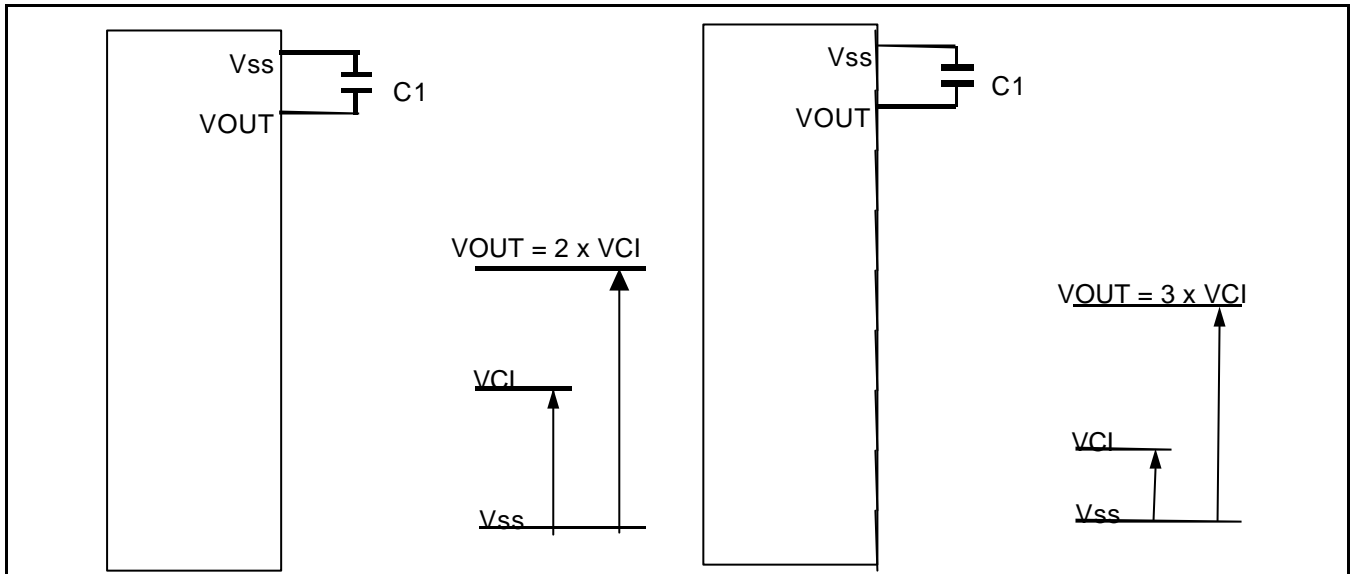 Vss
C1
VOUT
VOUT = 2 x VCI
VCI
Vss
Vss
C1
VOUT
VOUT = 3 x VCI
VCI
Vss